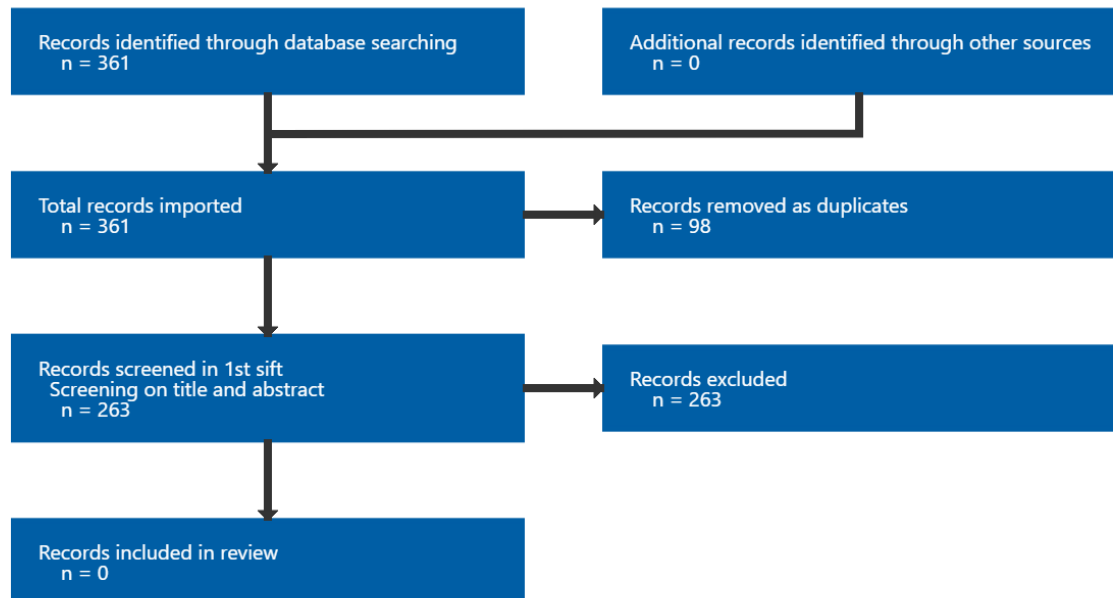 Records identified through database searching
n = 361
Additional records identified through other sources
n = 0
Total records imported
n = 361
Records removed as duplicates
n = 98
Records screened in 1st sift
Screening on title and abstract
n = 263
Records excluded
n = 263
Records included in review
n = 0